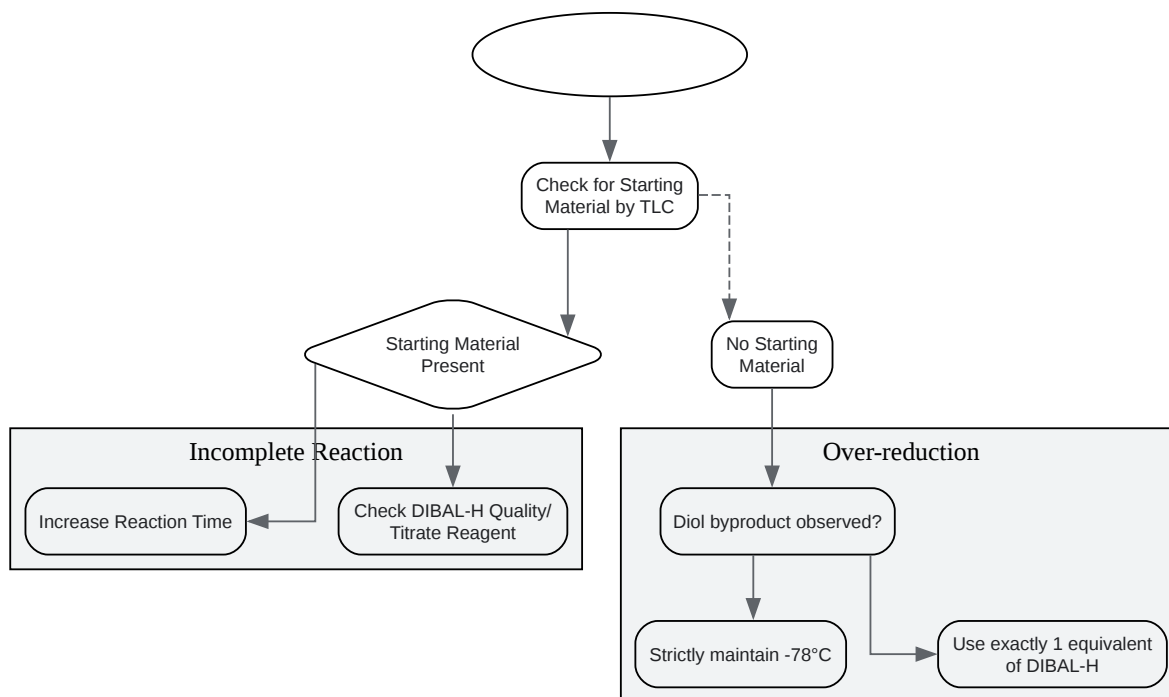 Check for Starting
Material by TLC
Starting Material
Present
No Starting
Material
Incomplete Reaction
Increase Reaction Time
Check DIBAL-H Quality/
Titrate Reagent
Over-reduction
Diol byproduct observed?
Strictly maintain -78°C
Use exactly 1 equivalent
of DIBAL-H